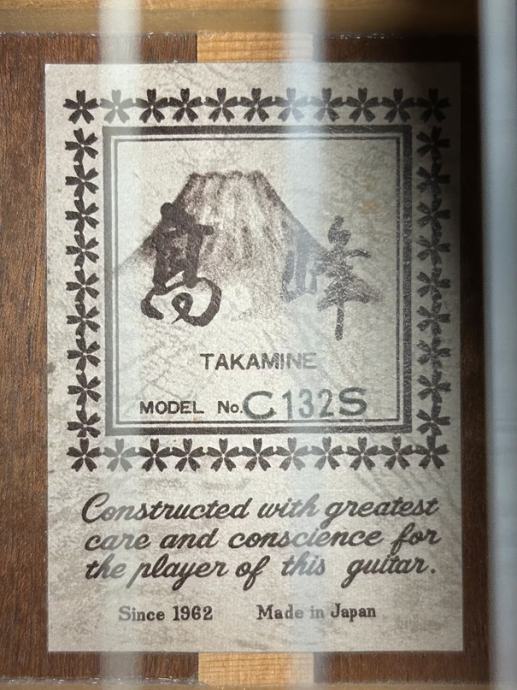 高峰
TAKAMINE
MODEL No. C132S
Constructed with greatest
care and conscience for
the player of this guitar.
Since 1962 Made in Japan